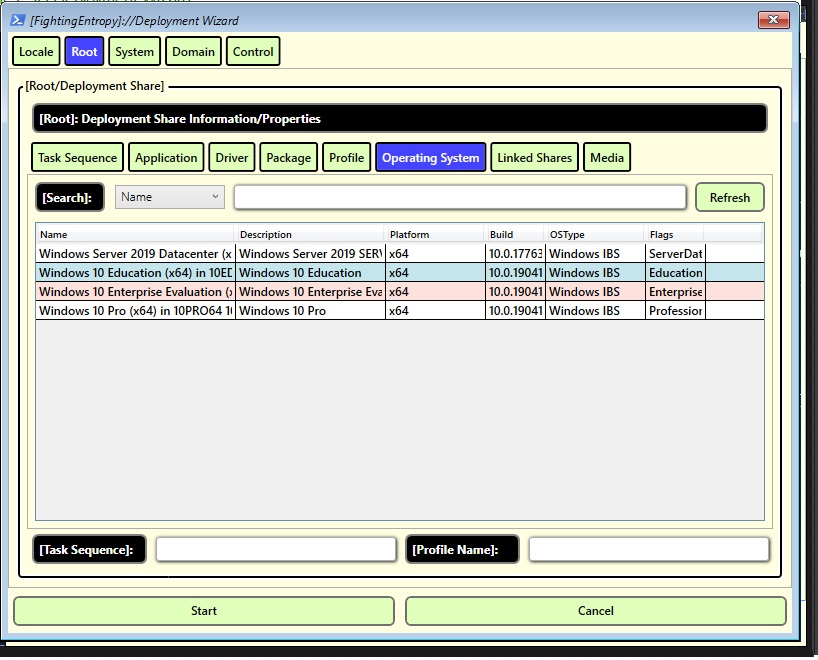 [FightingEntropy]://Deployment Wizard
Locale Root System Domain Control
[Root/Deployment Share]
[Root]: Deployment Share Information/Properties
Task Sequence Application Driver Package Profile Operating System Linked Shares Media
[Search]: Name Refresh
Name Description Platform Build OSType Flags
Windows Server 2019 Datacenter (x Windows Server 2019 SERV x64 10.0.17763 Windows IBS ServerDat
Windows 10 Education (x64) in 10ED Windows 10 Education x64 10.0.19041 Windows IBS Education
Windows 10 Enterprise Evaluation (x Windows 10 Enterprise Eva x64 10.0.19041 Windows IBS Enterprise
Windows 10 Pro (x64) in 10PRO64 10 Windows 10 Pro x64 10.0.19041 Windows IBS Profession
[Task Sequence]: [Profile Name]:
Start Cancel